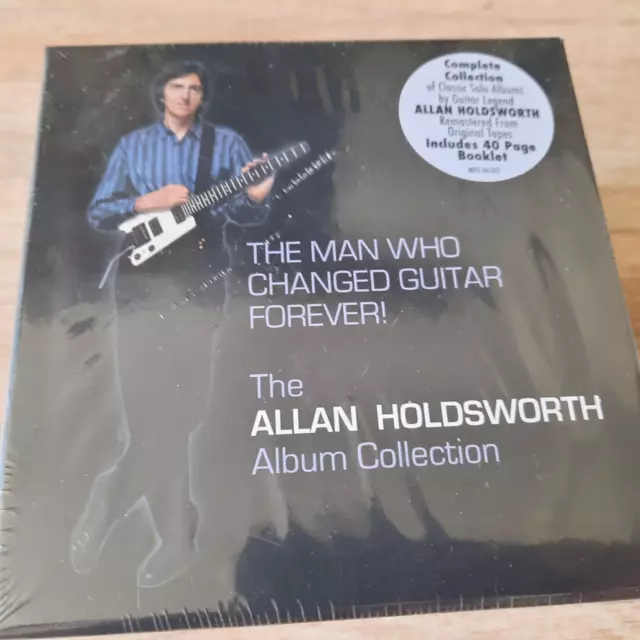 Complete
Collection
of Classic Solo Albums
by Guitar Legend
ALLAN HOLDSWORTH
Remastered From
Original Tapes
Includes 40 Page
Booklet
THE MAN WHO
CHANGED GUITAR
FOREVER!
The
ALLAN HOLDSWORTH
Album Collection